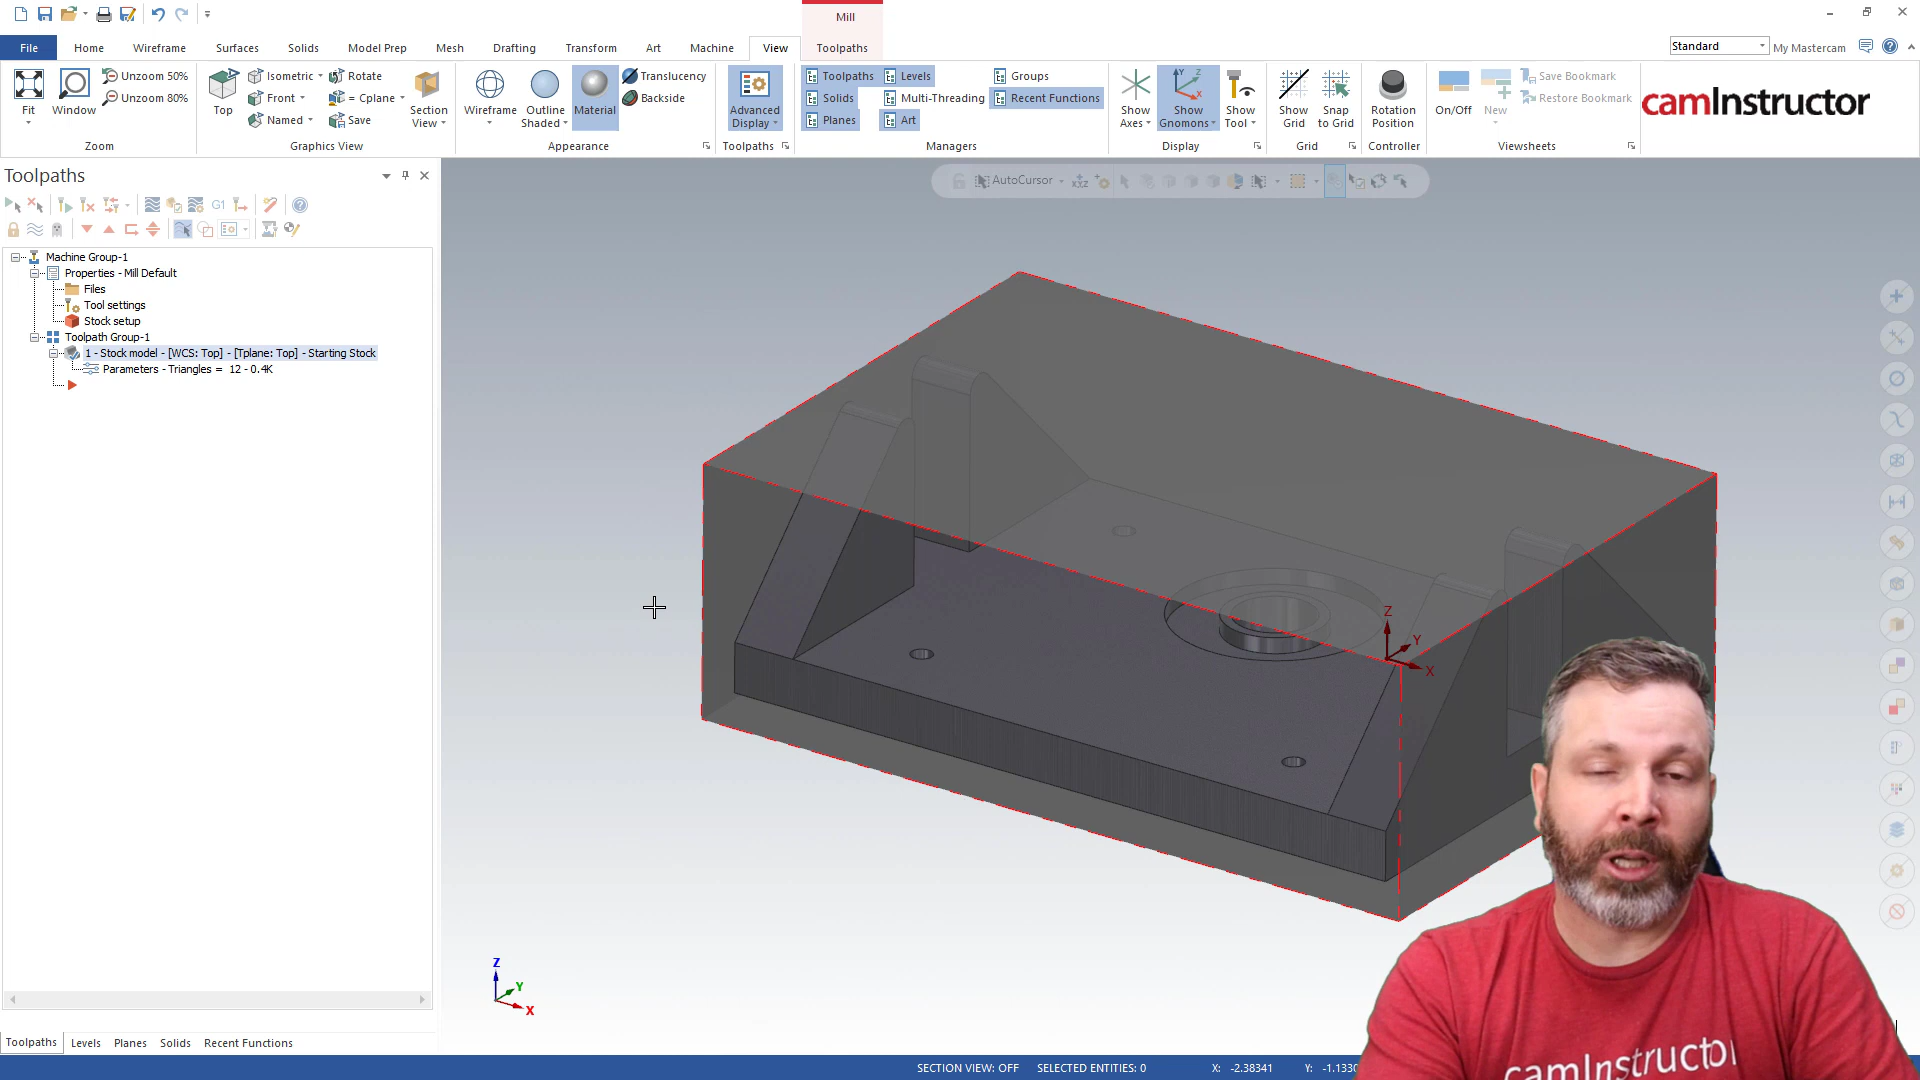 Mill
File
Home
Wireframe
Surfaces
Solids
Model Prep
Mesh
Drafting
Transform
Art
Machine
View
Toolpaths
Standard
My Mastercam
Fit
Window
Unzoom 50%
Unzoom 80%
Zoom
Top
Isometric
Front
Named
Rotate
= Cplane
Save
Section View
Graphics View
Wireframe
Outline Shaded
Material
Translucency
Backside
Appearance
Advanced Display
Toolpaths
Toolpaths
Solids
Planes
Levels
Multi-Threading
Art
Groups
Recent Functions
Managers
Show Axes
Show Gnomons
Show Tool
Display
Show Grid
Snap to Grid
Grid
Rotation Position
Controller
On/Off
New
Save Bookmark
Restore Bookmark
Viewsheets
camInstructor
Toolpaths
G1
AutoCursor
XYZ
Machine Group-1
Properties - Mill Default
Files
Tool settings
Stock setup
Toolpath Group-1
1 - Stock model - [WCS: Top] - [Tplane: Top] - Starting Stock
Parameters - Triangles = 12 - 0.4K
Z
Y
X
Z
Y
X
camInstructor
Toolpaths
Levels
Planes
Solids
Recent Functions
SECTION VIEW: OFF
SELECTED ENTITIES: 0
X: -2.38341
Y: -1.1330